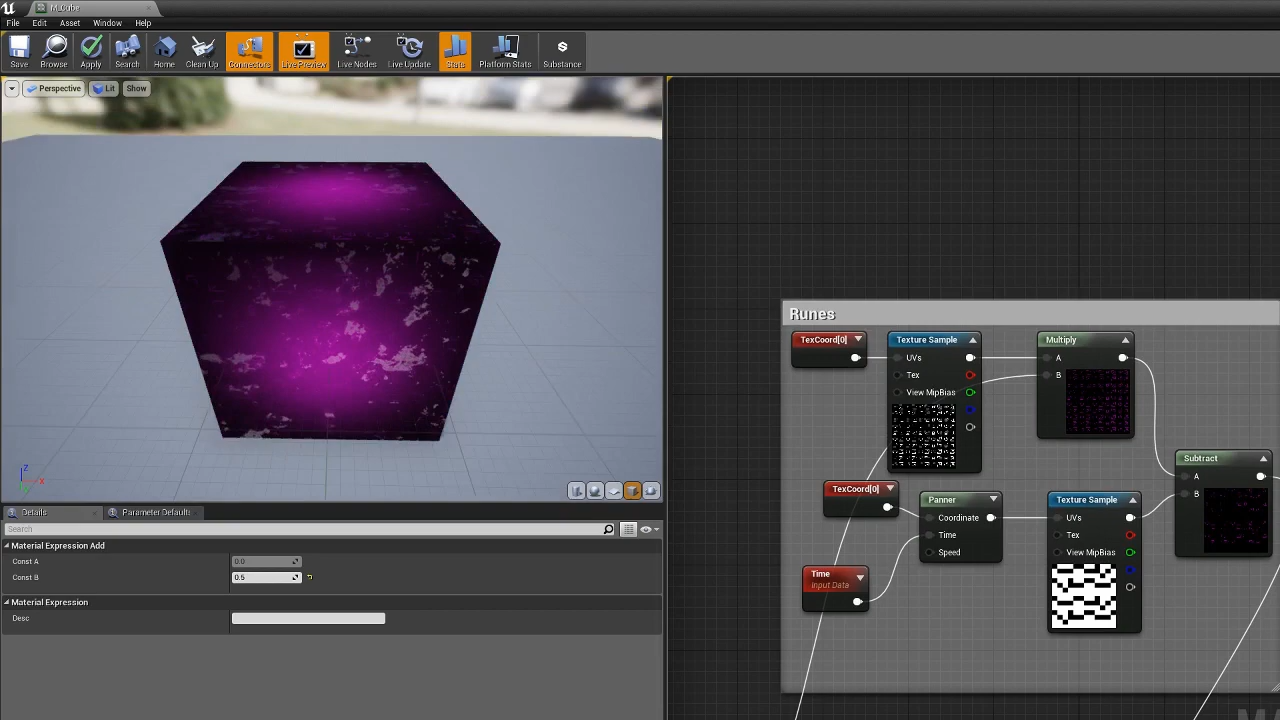 M_Cube
File Edit Asset Window Help
Save Browse Apply Search Home Clean Up Connectors Live Preview Live Nodes Live Update Stats Platform Stats Substance
Perspective Lit Show
Z
X
Details Parameter Default
Search
Material Expression Add
Const A 0.0
Const B 0.5
Material Expression
Desc
Runes
TexCoord[0]
Texture Sample
UVs
Tex
View MipBias
Multiply
A
B
TexCoord[0]
Panner
Coordinate
Time
Speed
Time
Input Data
Texture Sample
UVs
Tex
View MipBias
Subtract
A
B